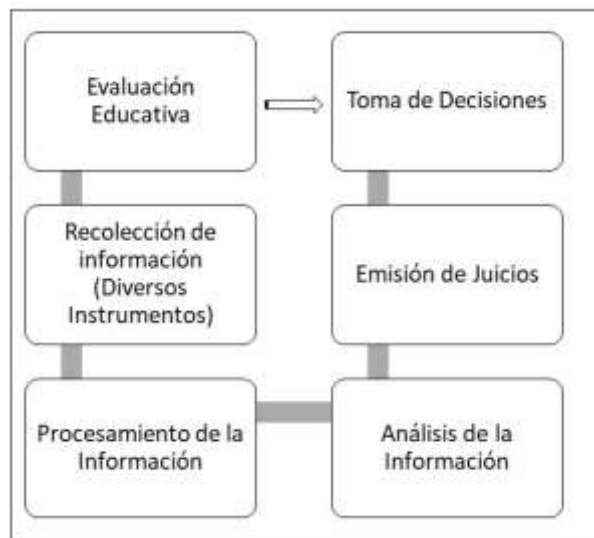 Evaluación
Educativa
Toma de Decisiones
Recolección de
información
(Diversos
Instrumentos)
Emisión de Juicios
Procesamiento de la
Información
Análisis de la
Información